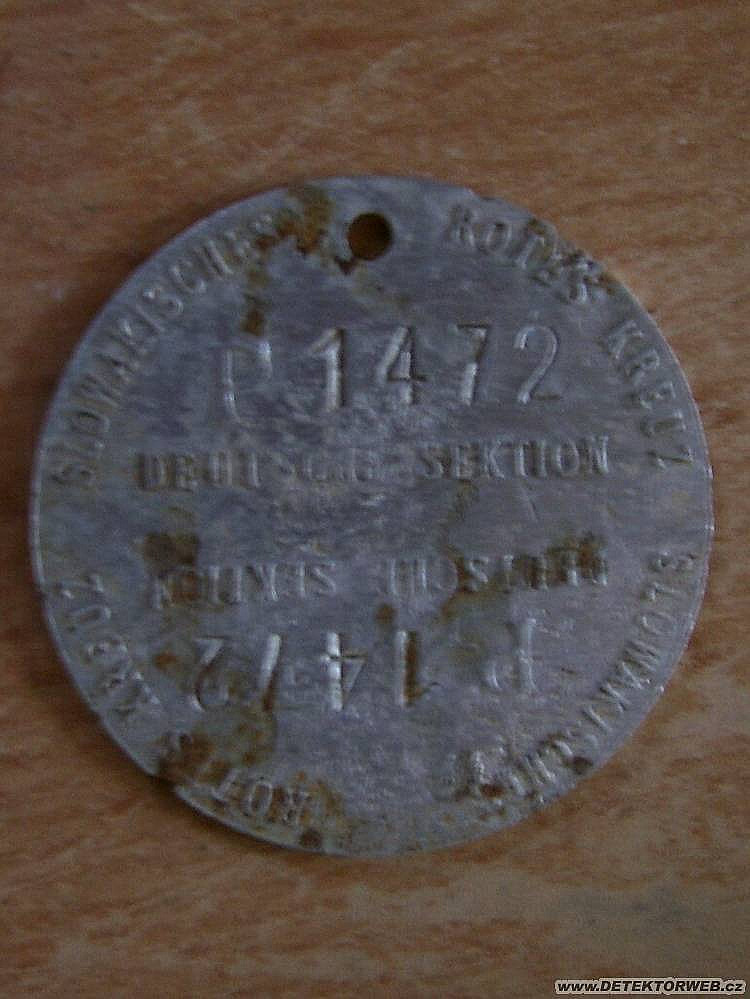 SLOWAKISCHES ROTES KREUZ
P 1472
DEUTSCHE SEKTION
DEUTSCHE SEKTION
P 1472
SLOWAKISCHES ROTES KREUZ
www.DETEKTORWEB.cz